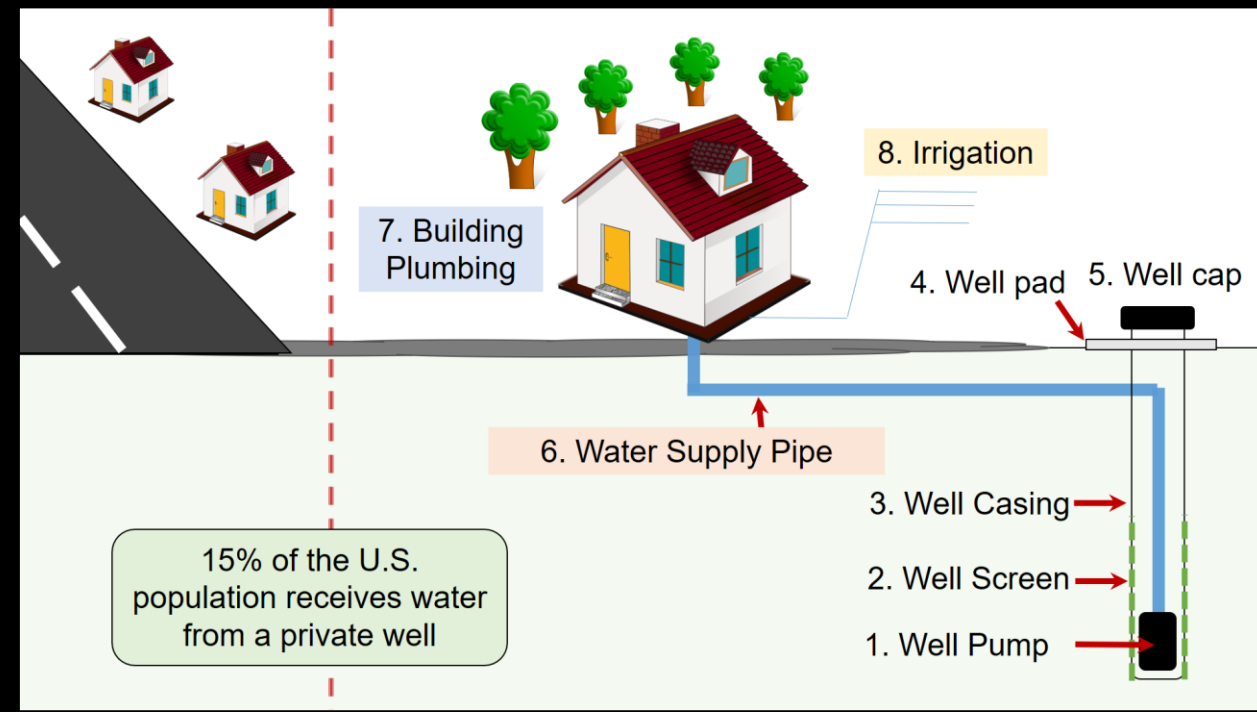 8. Irrigation
7. Building
Plumbing
4. Well pad
5. Well cap
6. Water Supply Pipe
3. Well Casing
2. Well Screen
1. Well Pump
15% of the U.S.
population receives water
from a private well